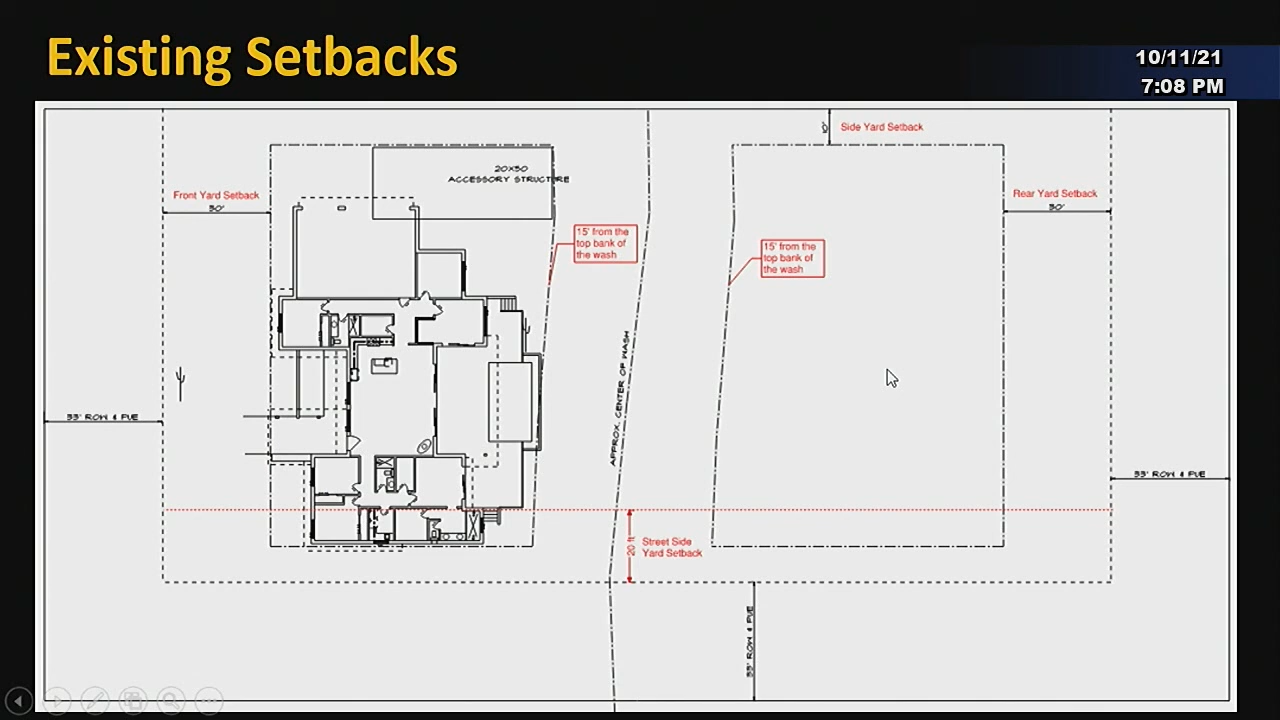 Existing Setbacks
10/11/21
7:08 PM
Side Yard Setback
20X50
ACCESSORY STRUCTURE
Front Yard Setback
30'
Rear Yard Setback
30'
15' from the
top bank of
the wash
15' from the
top bank of
the wash
APPROX. CENTER OF WASH
33' ROW & PUE
33' ROW & PUE
20 ft
Street Side
Yard Setback
33' ROW & PUE